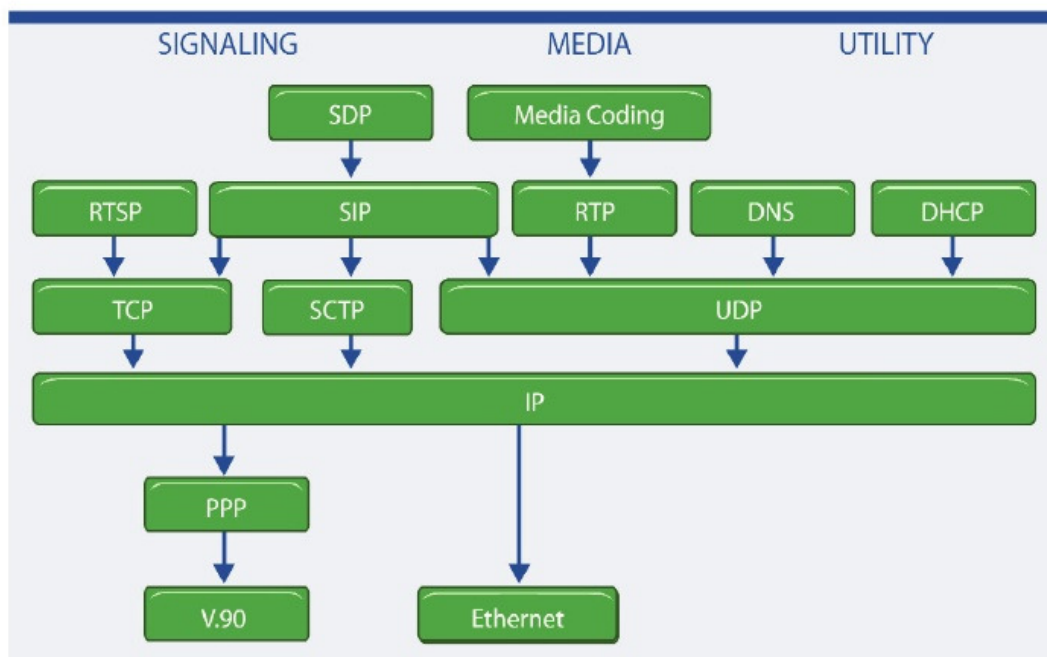 SIGNALING MEDIA UTILITY
SDP Media Coding
RTSP SIP RTP DNS DHCP
TCP SCTP UDP
IP
PPP
V.90 Ethernet